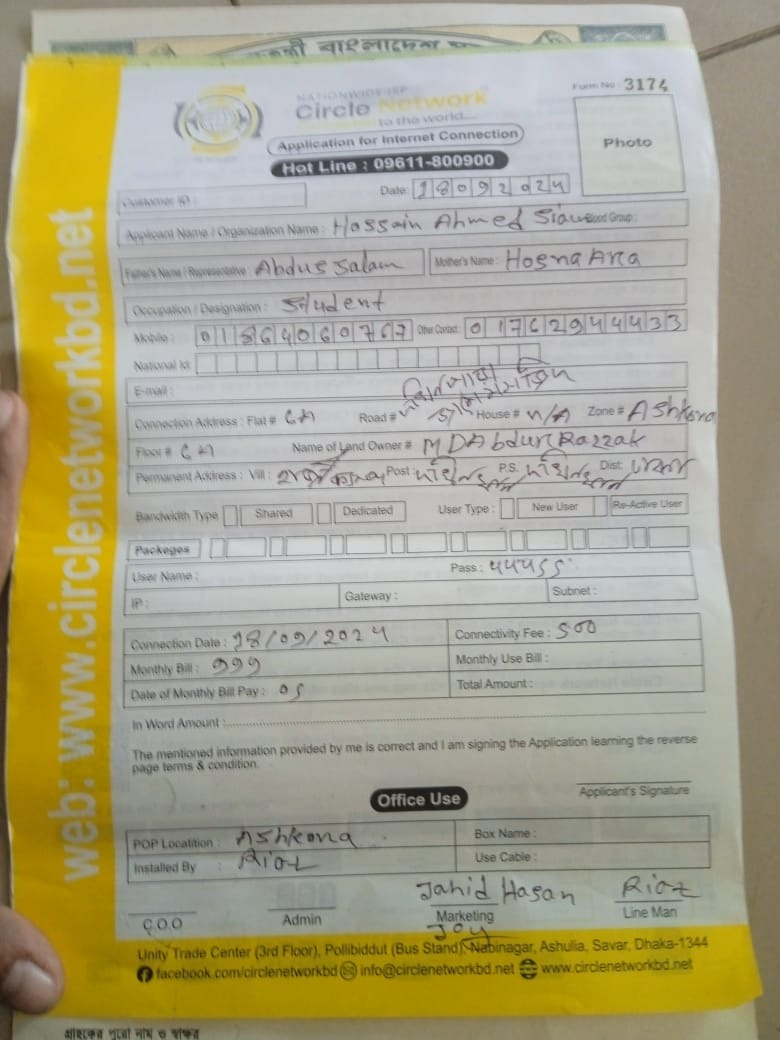 NATIONWIDE ISP
Circle Network
to the world...
Form No : 3174
Application for Internet Connection
Hot Line : 09611-800900
Photo
Date: 18092024
Customer ID :
Applicant Name / Organization Name : Hossain Ahmed Blood Group :
Father's Name / Representative : Abdus Salam Mother's Name : Hosna Ara
Occupation / Designation : Student
Mobile : Other Contact : 01762944433
National Id:
E-mail :
Connection Address : Flat # Road # House # N/A Zone # Ashkona
Floor # Name of Land Owner # MD Abdur Razzak
Permanent Address : Vill : Post : P.S. Dist:
Bandwidth Type Shared Dedicated User Type : New User Re-Active User
Packeges
User Name : Pass :
IP : Gateway : Subnet :
Connection Date : 18/09/2024 Connectivity Fee : 500
Monthly Bill : 999 Monthly Use Bill :
Date of Monthly Bill Pay : 05 Total Amount :
In Word Amount :
The mentioned information provided by me is correct and I am signing the Application learning the reverse
page terms & condition.
Applicant's Signature
Office Use
POP Locatition : Ashkona Box Name :
Installed By : Riaz Use Cable :
Jahid Hasan Riaz
C.O.O Admin Marketing Line Man
Joy
Unity Trade Center (3rd Floor), Pollibiddut (Bus Stand), Nabinagar, Ashulia, Savar, Dhaka-1344
facebook.com/circlenetworkbd info@circlenetworkbd.net www.circlenetworkbd.net
web: www.circlenetworkbd.net
গ্রাহকের পুরো নাম ও স্বাক্ষর